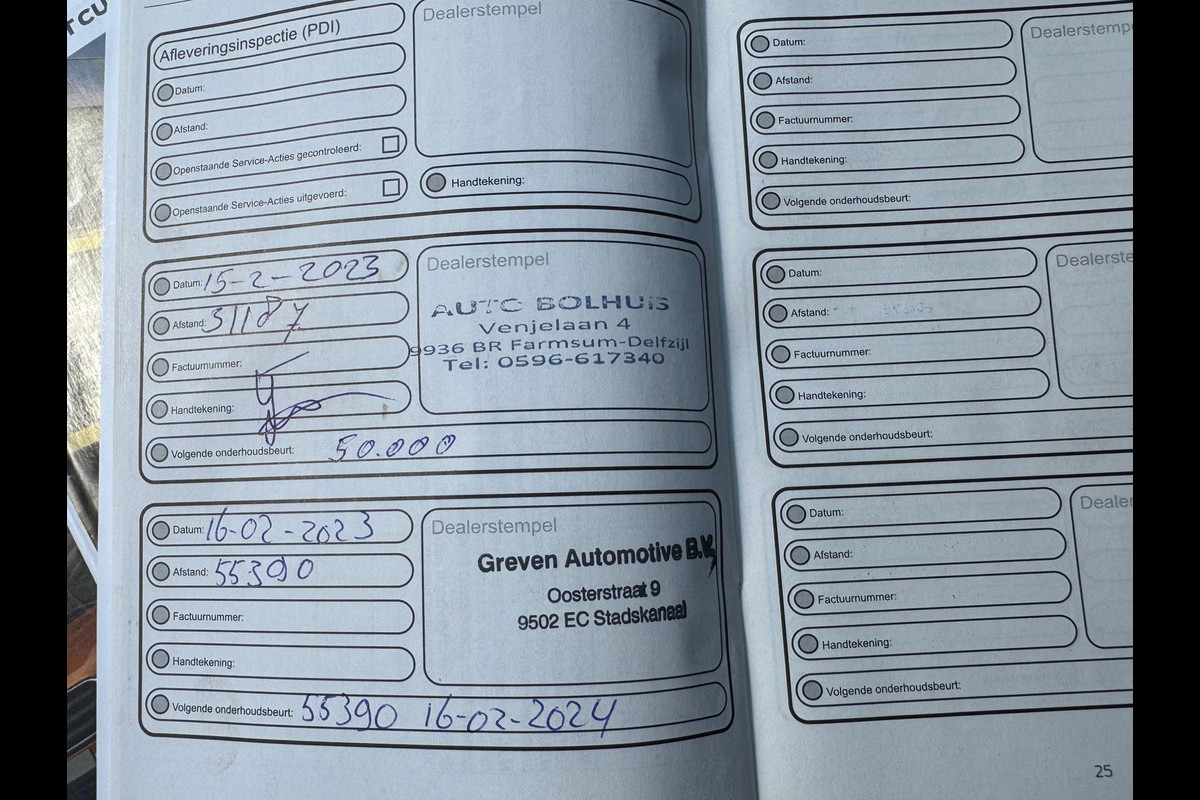 T CU
Afleveringsinspectie (PDI)
Datum:
Afstand:
Openstaande Service-Acties gecontroleerd:
Openstaande Service-Acties uitgevoerd:
Dealerstempel
Handtekening:
Datum: 15-2-2023
Afstand: 31187
Factuurnummer:
Handtekening:
Volgende onderhoudsbeurt: 50.000
Dealerstempel
AUTO BOLHUIS
Venjelaan 4
9936 BR Farmsum-Delfzijl
Tel: 0596-617340
Datum: 16-02-2023
Afstand: 55390
Factuurnummer:
Handtekening:
Volgende onderhoudsbeurt: 55390 16-02-2024
Dealerstempel
Greven Automotive B.V.
Oosterstraat 9
9502 EC Stadskanaal
Datum:
Afstand:
Factuurnummer:
Handtekening:
Volgende onderhoudsbeurt:
Dealerstemp
Datum:
Afstand:
Factuurnummer:
Handtekening:
Volgende onderhoudsbeurt:
Dealerste
Datum:
Afstand:
Factuurnummer:
Handtekening:
Volgende onderhoudsbeurt:
Dealer
25